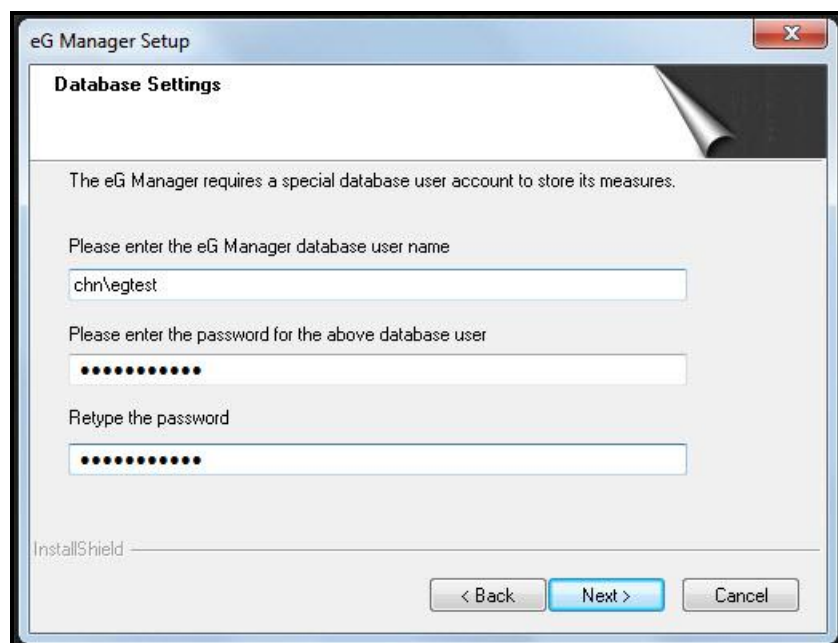 eG Manager Setup
Database Settings
The eG Manager requires a special database user account to store its measures.
Please enter the eG Manager database user name
chn\egtest
Please enter the password for the above database user
●●●●●●●●●●●
Retype the password
●●●●●●●●●●●
InstallShield
< Back Next > Cancel